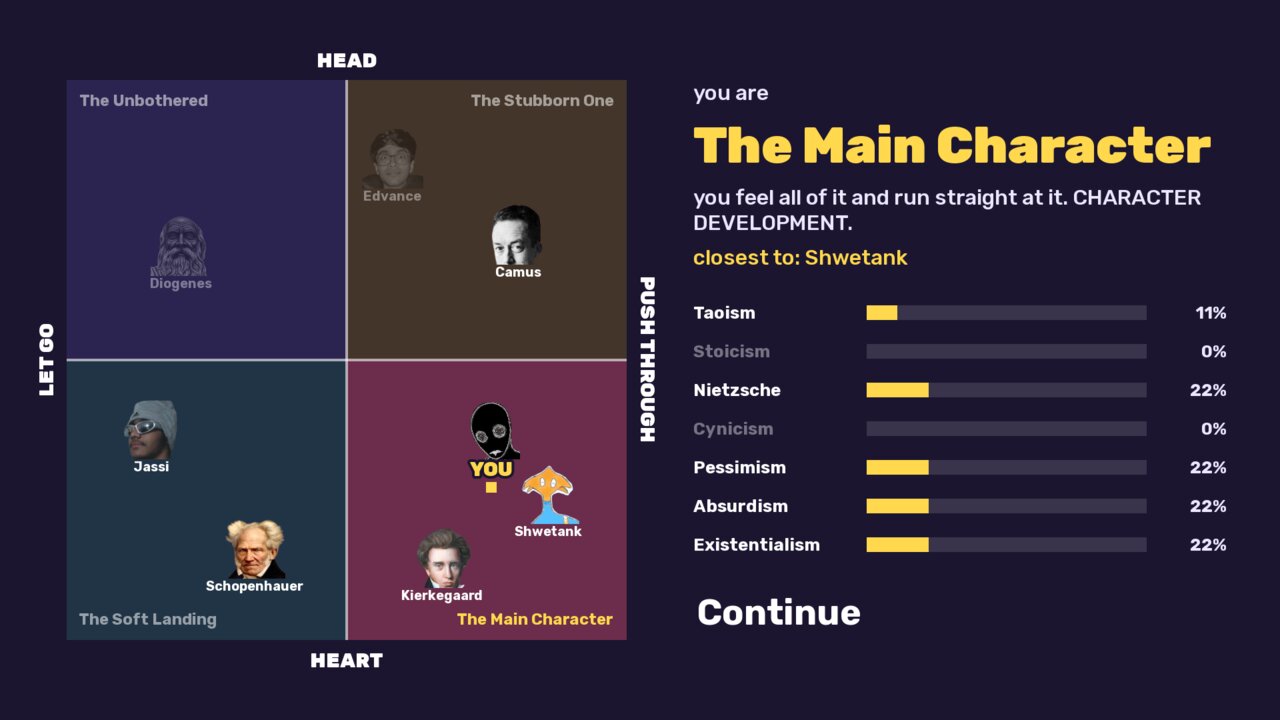 HEAD
The Unbothered
The Stubborn One
Edvance
Camus
Diogenes
LET GO
PUSH THROUGH
Jassi
YOU
Shwetank
Schopenhauer
Kierkegaard
The Soft Landing
The Main Character
HEART
you are
The Main Character
you feel all of it and run straight at it. CHARACTER
DEVELOPMENT.
closest to: Shwetank
Taoism 11%
Stoicism 0%
Nietzsche 22%
Cynicism 0%
Pessimism 22%
Absurdism 22%
Existentialism 22%
Continue